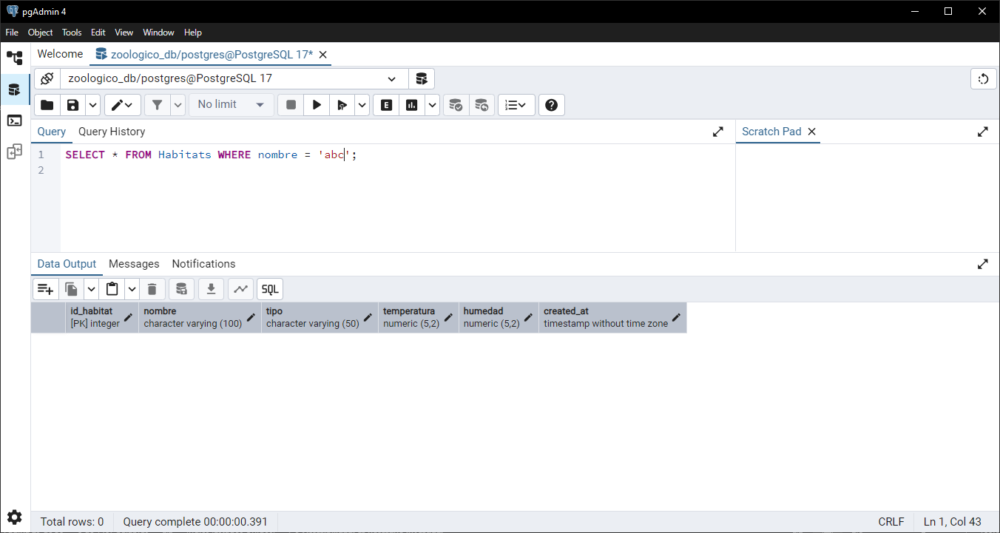 pgAdmin 4
File Object Tools Edit View Window Help
Welcome zoologico_db/postgres@PostgreSQL 17*
zoologico_db/postgres@PostgreSQL 17
No limit E
Query Query History Scratch Pad
1 SELECT * FROM Habitats WHERE nombre = 'abc';
2
Data Output Messages Notifications
SQL
id_habitat nombre tipo temperatura humedad created_at
[PK] integer character varying (100) character varying (50) numeric (5,2) numeric (5,2) timestamp without time zone
Total rows: 0 Query complete 00:00:00.391 CRLF Ln 1, Col 43